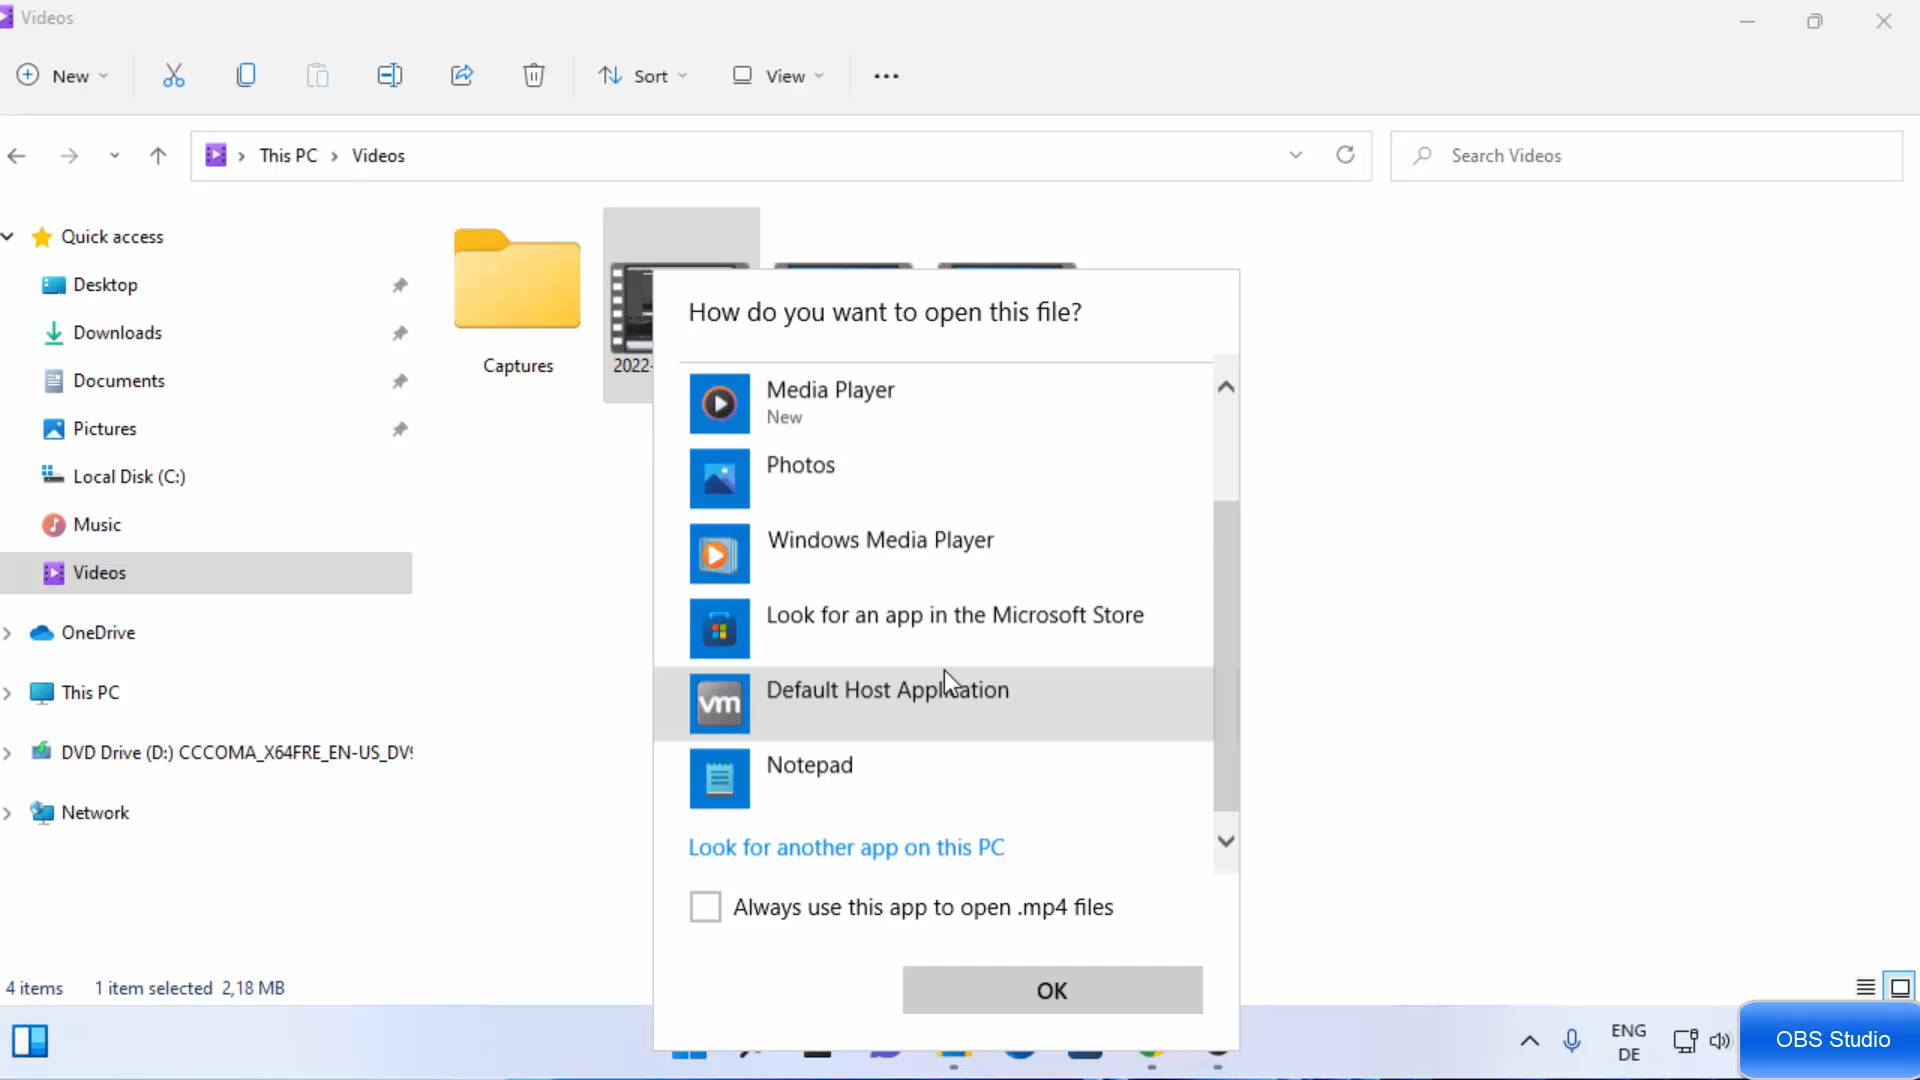 Videos
New
Sort
View
This PC
Videos
Search Videos
Quick access
Desktop
Downloads
Documents
Pictures
Local Disk (C:)
Music
Videos
OneDrive
This PC
DVD Drive (D:) CCCOMA_X64FRE_EN-US_DV
Network
Captures
2022-
How do you want to open this file?
Media Player
New
Photos
Windows Media Player
Look for an app in the Microsoft Store
vm
Default Host Application
Notepad
Look for another app on this PC
Always use this app to open .mp4 files
OK
4 items
1 item selected 2,18 MB
ENG
DE
OBS Studio